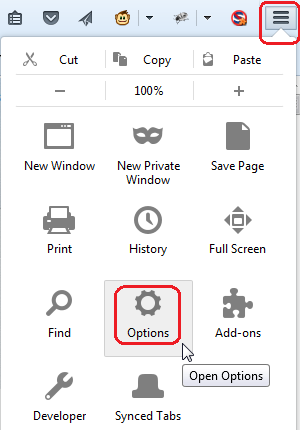 Cut Copy Paste
100%
New Window New Private Window Save Page
Print History Full Screen
Find Options Add-ons
Open Options
Developer Synced Tabs